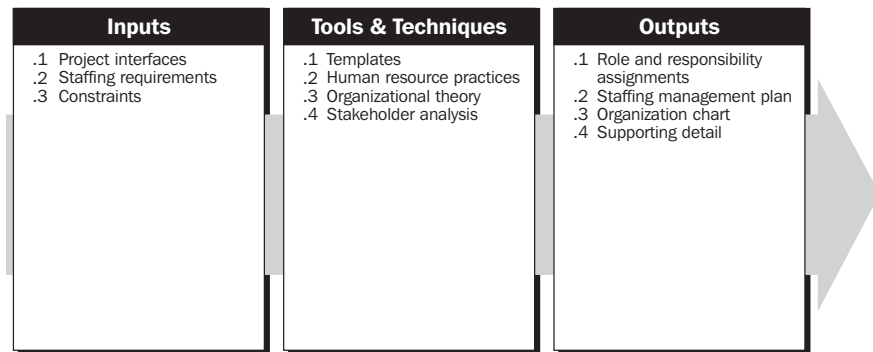 Inputs
.1 Project interfaces
.2 Staffing requirements
.3 Constraints
Tools & Techniques
.1 Templates
.2 Human resource practices
.3 Organizational theory
.4 Stakeholder analysis
Outputs
.1 Role and responsibility
assignments
.2 Staffing management plan
.3 Organization chart
.4 Supporting detail